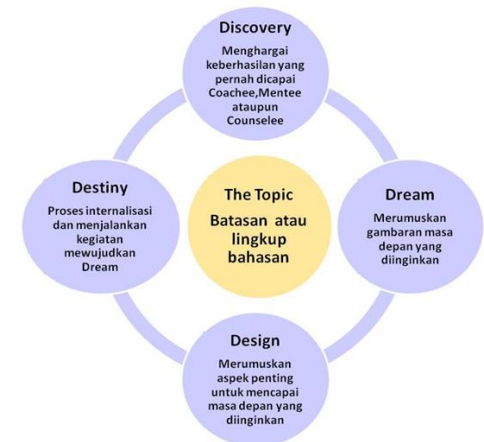 Discovery
Menghargai
keberhasilan yang
pernah dicapai
Coachee,Mentee
ataupun
Counselee
Destiny
Proses internalisasi
dan menjalankan
kegiatan
mewujudkan
Dream
The Topic
Batasan atau
lingkup
bahasan
Dream
Merumuskan
gambaran masa
depan yang
diinginkan
Design
Merumuskan
aspek penting
untuk mencapai
masa depan yang
diinginkan